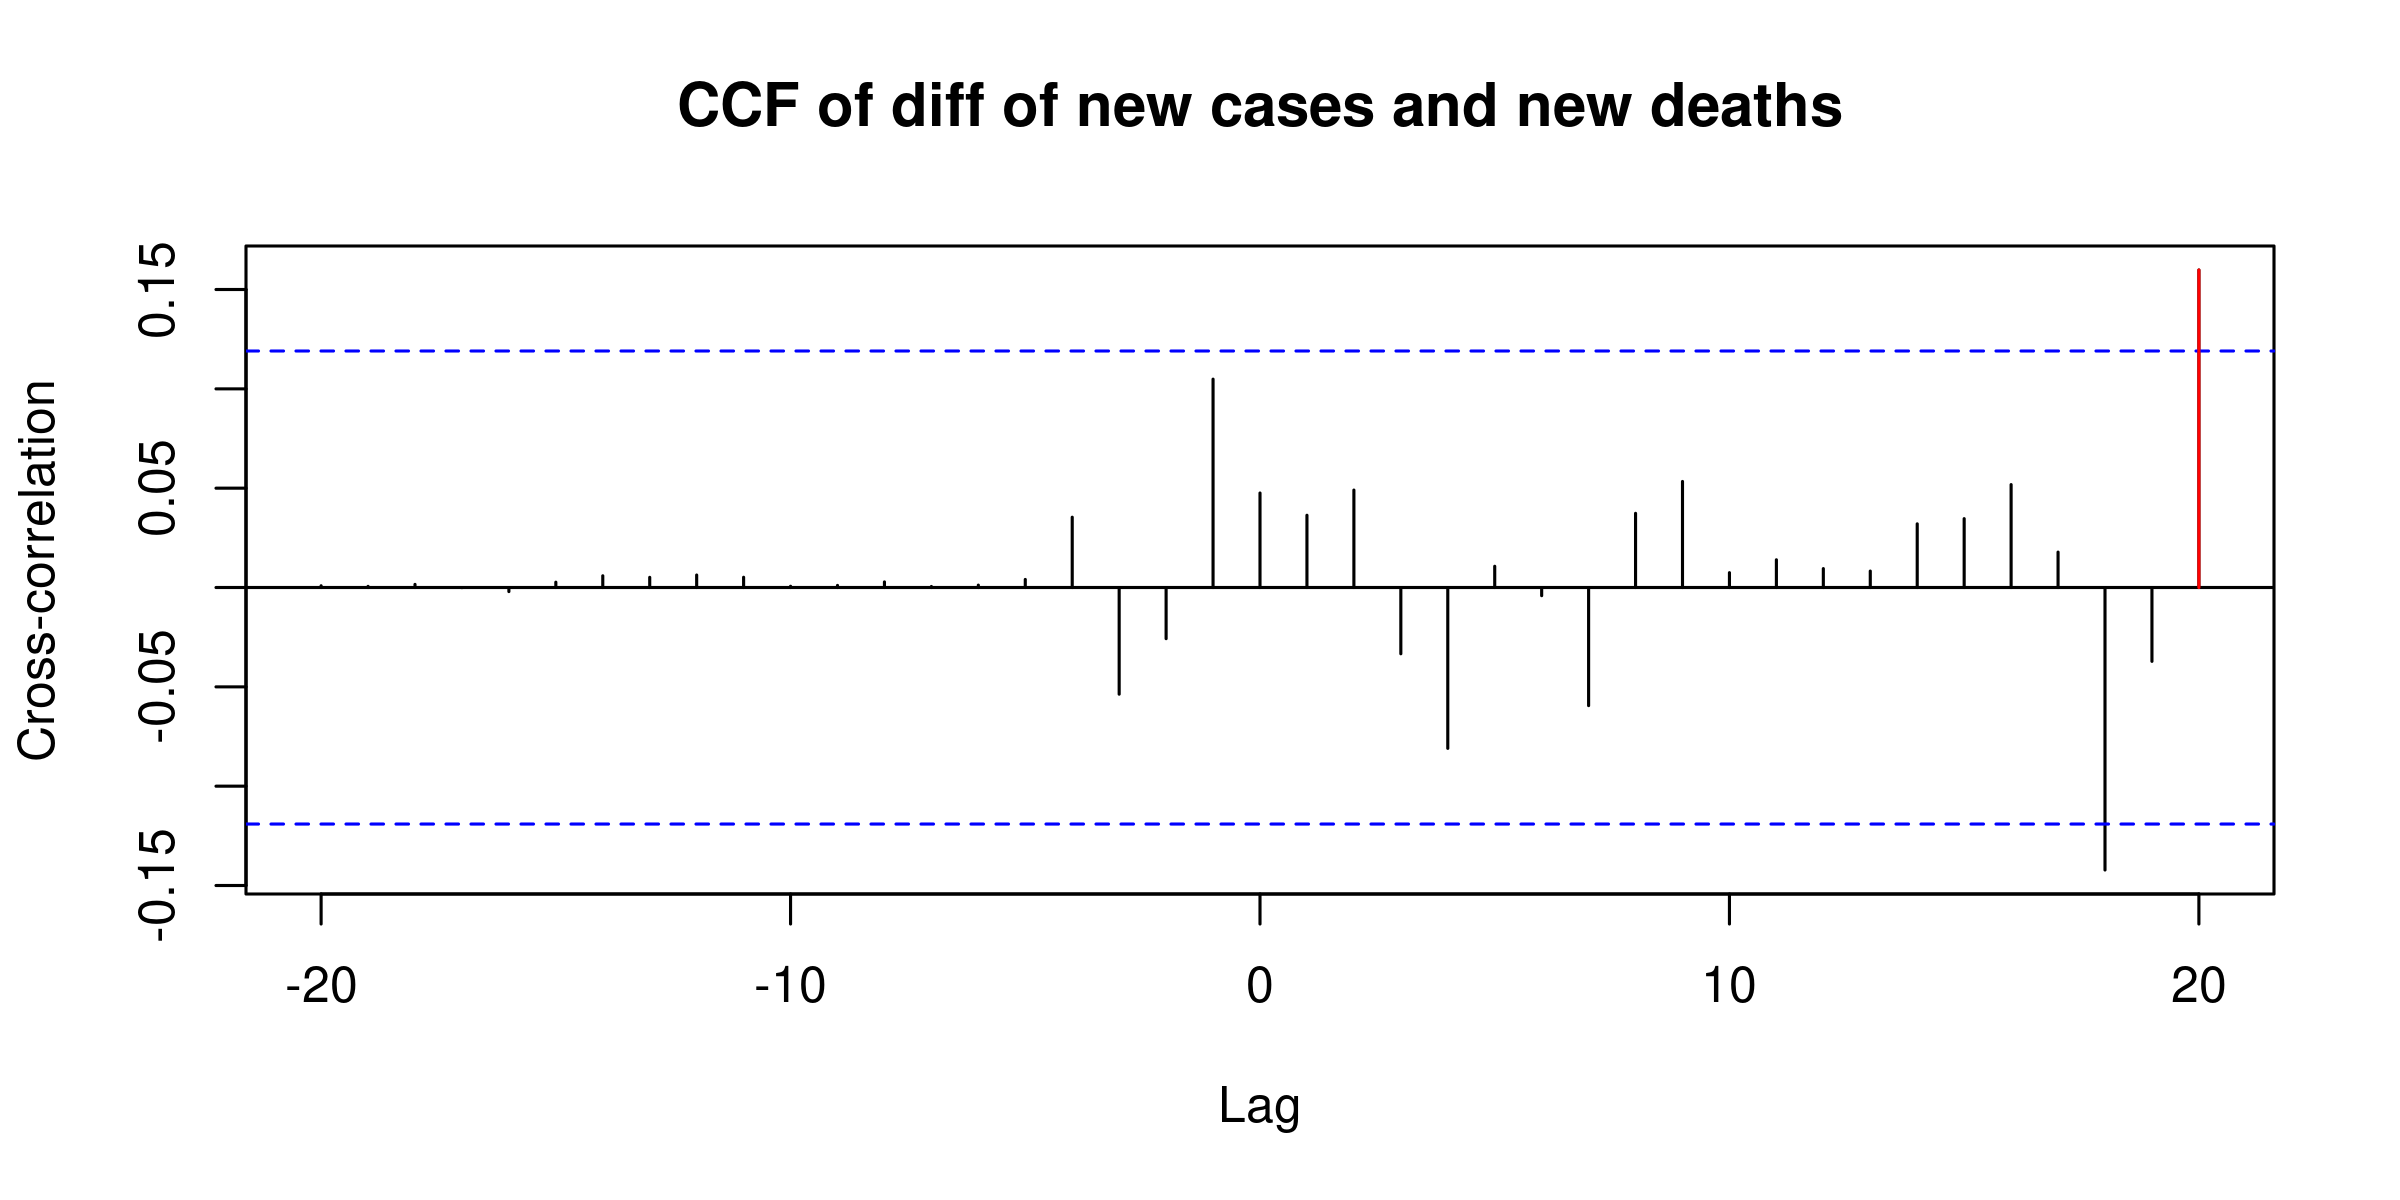 CCF of diff of new cases and new deaths
Cross-correlation
0.15
0.05
-0.05
-0.15
-20 -10 0 10 20
Lag